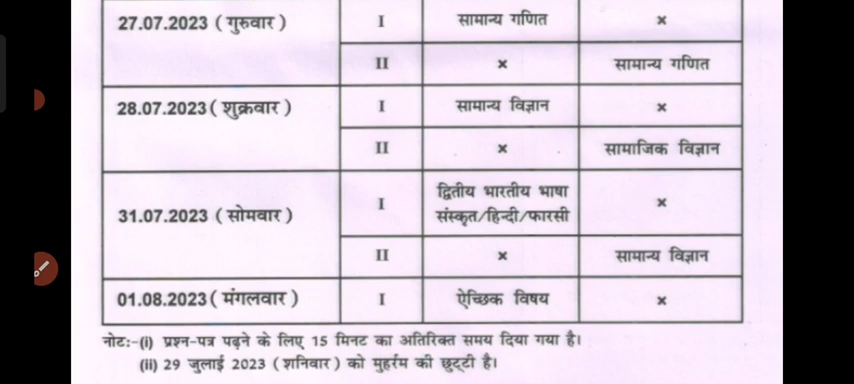 27.07.2023 ( गुरुवार ) I सामान्य गणित ×
II × सामान्य गणित
28.07.2023 ( शुक्रवार ) I सामान्य विज्ञान ×
II × सामाजिक विज्ञान
द्वितीय भारतीय भाषा
31.07.2023 ( सोमवार ) I संस्कृत/हिन्दी/फारसी ×
II × सामान्य विज्ञान
01.08.2023 ( मंगलवार ) I ऐच्छिक विषय ×
नोटः-(i) प्रश्न-पत्र पढ़ने के लिए 15 मिनट का अतिरिक्त समय दिया गया है।
(ii) 29 जुलाई 2023 ( शनिवार ) को मुहर्रम की छुट्टी है।